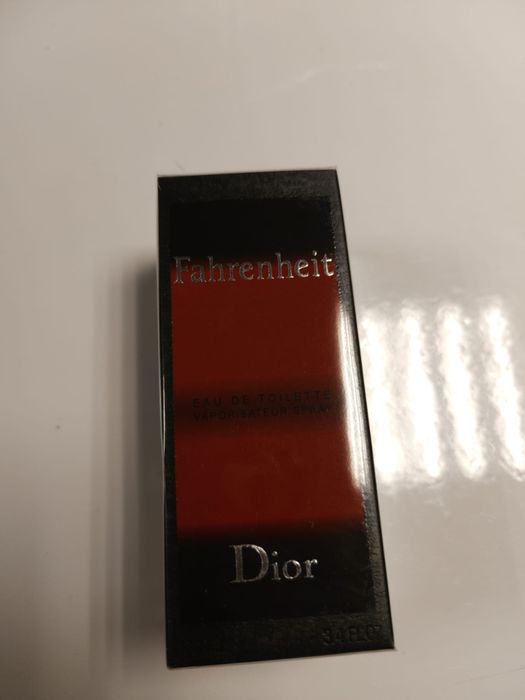 Fahrenheit
EAU DE TOILETTE
VAPORISATEUR SPRAY
Dior
3.4 FL.OZ